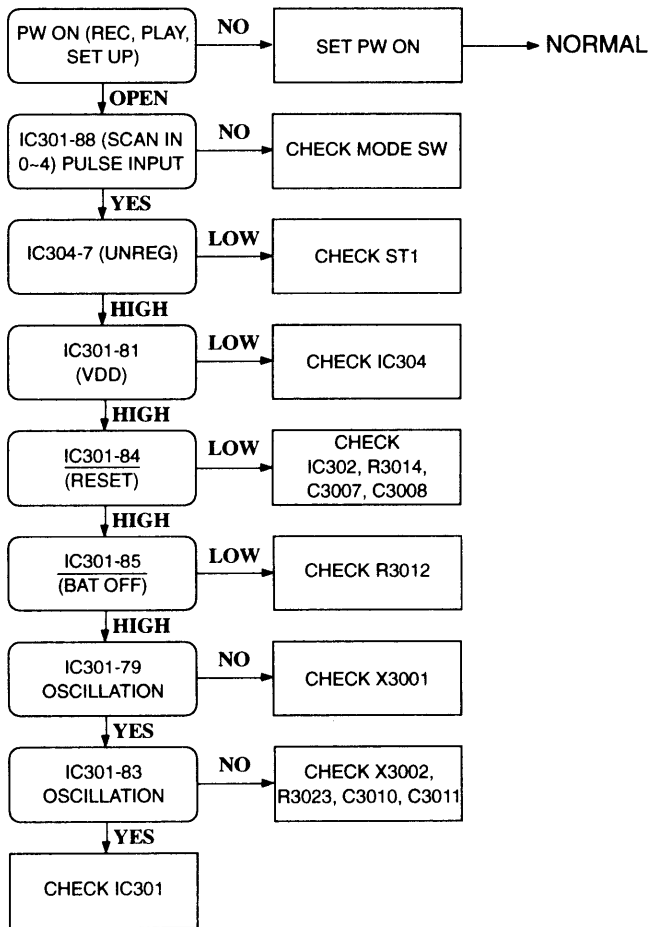 PW ON (REC, PLAY,
SET UP)
NO
SET PW ON
NORMAL
OPEN
IC301-88 (SCAN IN
0~4) PULSE INPUT
NO
CHECK MODE SW
YES
IC304-7 (UNREG)
LOW
CHECK ST1
HIGH
IC301-81
(VDD)
LOW
CHECK IC304
HIGH
IC301-84
(RESET)
LOW
CHECK
IC302, R3014,
C3007, C3008
HIGH
IC301-85
(BAT OFF)
LOW
CHECK R3012
HIGH
IC301-79
OSCILLATION
NO
CHECK X3001
YES
IC301-83
OSCILLATION
NO
CHECK X3002,
R3023, C3010, C3011
YES
CHECK IC301